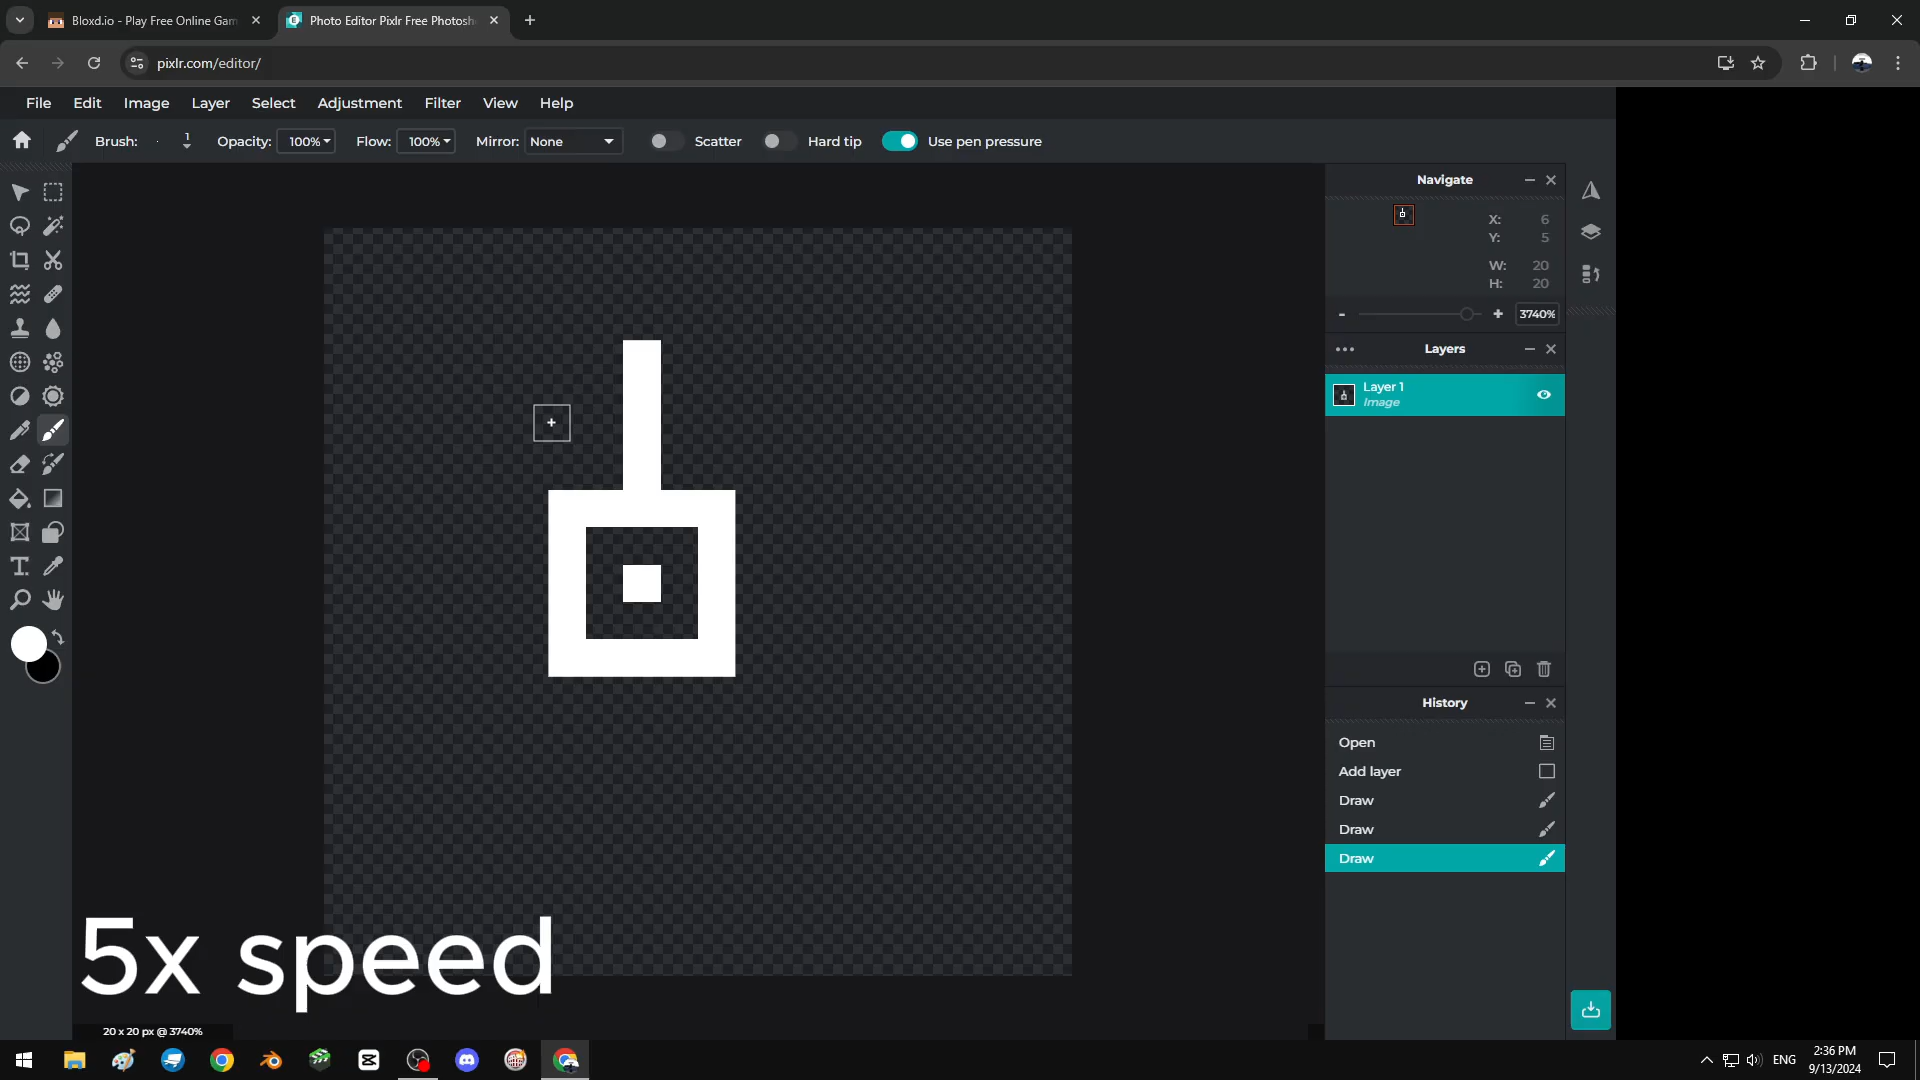 Bloxd.io - Play Free Online Gam
Photo Editor Pixlr Free Photosh
pixlr.com/editor/
File Edit Image Layer Select Adjustment Filter View Help
Brush: 1 Opacity: 100% Flow: 100% Mirror: None Scatter Hard tip Use pen pressure
Navigate
X: 6
Y: 5
W: 20
H: 20
3740%
Layers
Layer 1
Image
History
Open
Add layer
Draw
Draw
Draw
5x speed
20 x 20 px @ 3740%
ENG
2:36 PM
9/13/2024